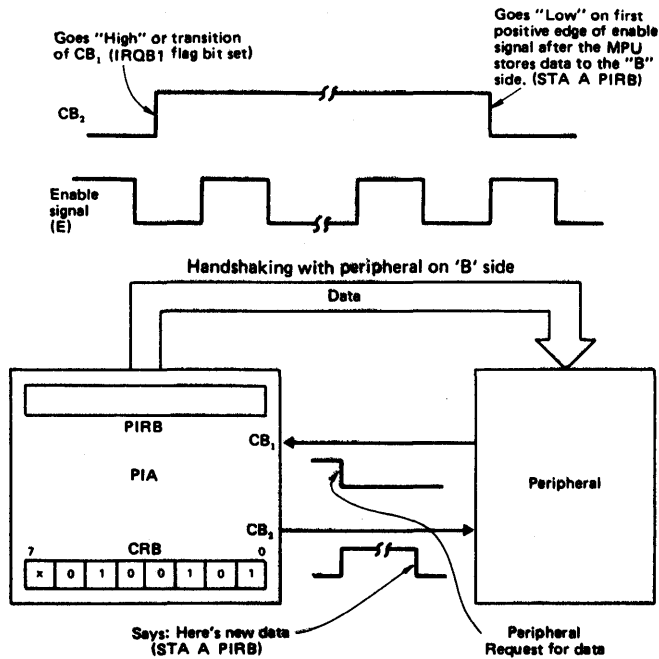 Goes "High" or transition
of CB₁ (IRQB1 flag bit set)
Goes "Low" on first
positive edge of enable
signal after the MPU
stores data to the "B"
side. (STA A PIRB)
CB₂
Enable
signal
(E)
Handshaking with peripheral on 'B' side
Data
PIRB
CB₁
PIA
Peripheral
CB₂
7 CRB 0
x 0 1 0 0 1 0 1
Says: Here's new data
(STA A PIRB)
Peripheral
Request for data